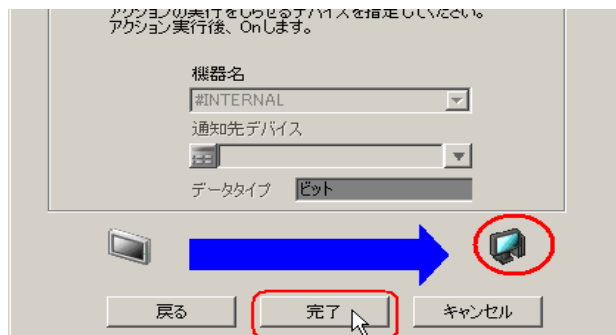 アクションの実行をしらせるデバイスを指定してください。
アクション実行後、Onします。
機器名
#INTERNAL
通知先デバイス
データタイプ ビット
戻る 完了 キャンセル